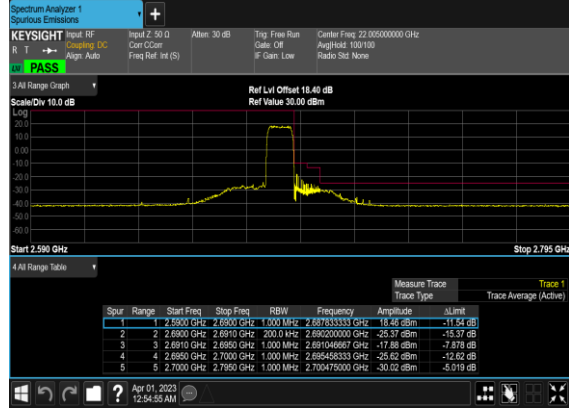 Spectrum Analyzer 1
Spurious Emissions
KEYSIGHT Input: RF Input Z: 50 Ω Atten: 30 dB Trig: Free Run Center Freq: 22.005000000 GHz
R T Coupling: DC Corr CCorr Gate: Off Avg|Hold: 100/100
Align: Auto Freq Ref: Int (S) IF Gain: Low Radio Std: None
PASS
3 All Range Graph
Ref Lvl Offset 18.40 dB
Scale/Div 10.0 dB Ref Value 30.00 dBm
Log
20.0
10.0
0.00
-10.0
-20.0
-30.0
-40.0
-50.0
-60.0
Start 2.590 GHz Stop 2.795 GHz
4 All Range Table
Measure Trace Trace 1
Trace Type Trace Average (Active)
Spur Range Start Freq Stop Freq RBW Frequency Amplitude ΔLimit
1 1 2.5900 GHz 2.6900 GHz 1.000 MHz 2.687833333 GHz 18.46 dBm -11.54 dB
2 2 2.6900 GHz 2.6910 GHz 200.0 kHz 2.690200000 GHz -25.37 dBm -15.37 dB
3 3 2.6910 GHz 2.6950 GHz 1.000 MHz 2.691046667 GHz -17.88 dBm -7.878 dB
4 4 2.6950 GHz 2.7000 GHz 1.000 MHz 2.695458333 GHz -25.62 dBm -12.62 dB
5 5 2.7000 GHz 2.7950 GHz 1.000 MHz 2.700475000 GHz -30.02 dBm -5.019 dB
Apr 01, 2023
12:54:55 AM